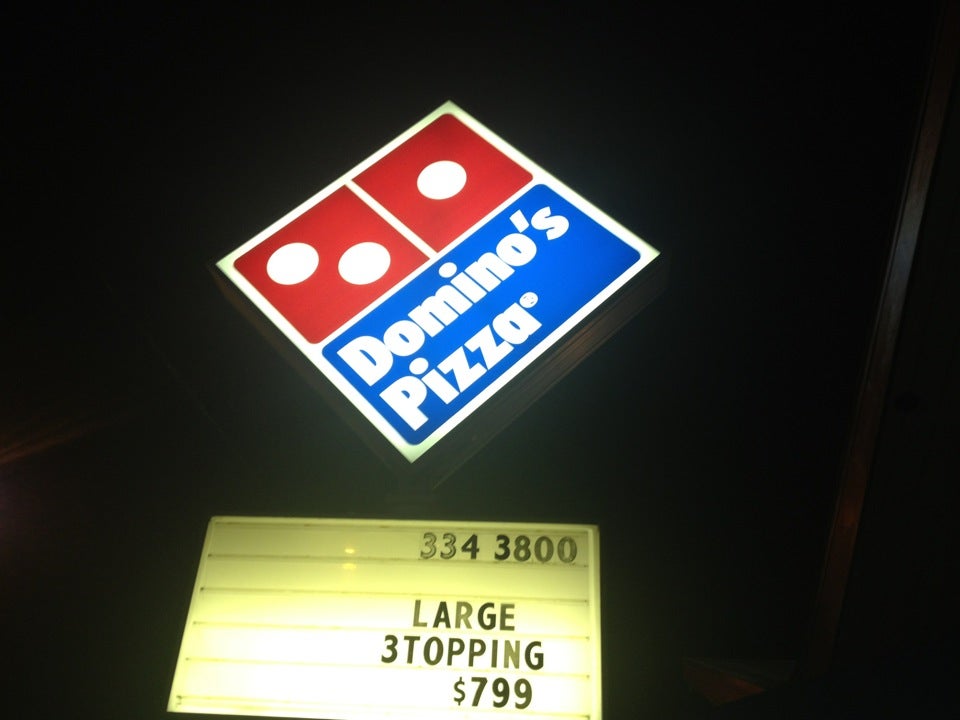 Domino's
Pizza®
334 3800
LARGE
3TOPPING
$799